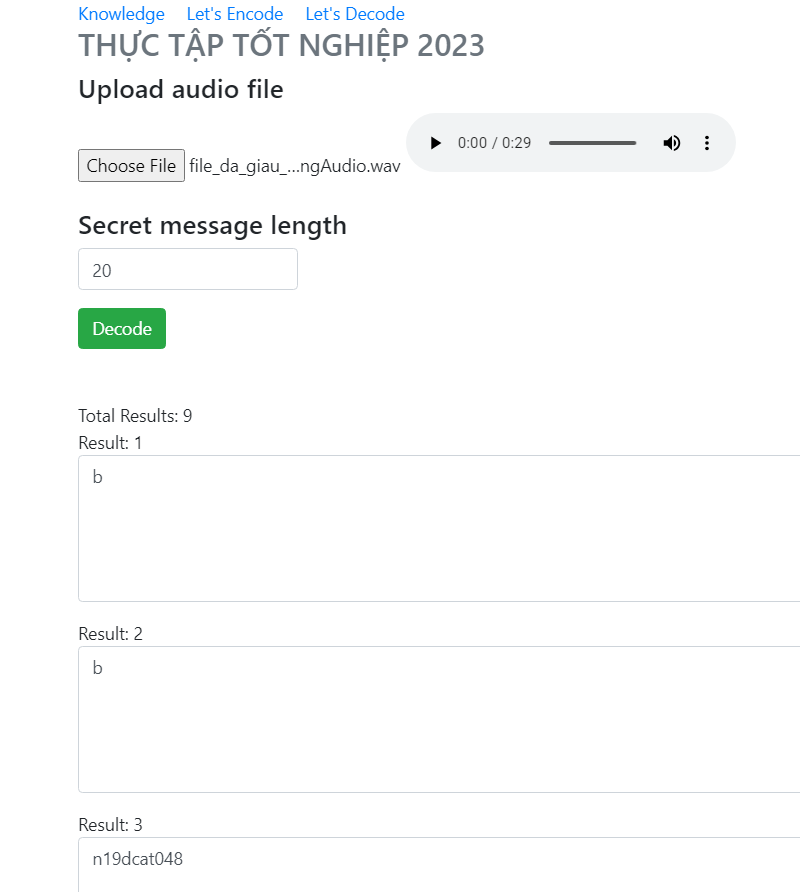 Knowledge Let's Encode Let's Decode
THỰC TẬP TỐT NGHIỆP 2023
Upload audio file
0:00 / 0:29
Choose File file_da_giau_...ngAudio.wav
Secret message length
20
Decode
Total Results: 9
Result: 1
b
Result: 2
b
Result: 3
n19dcat048